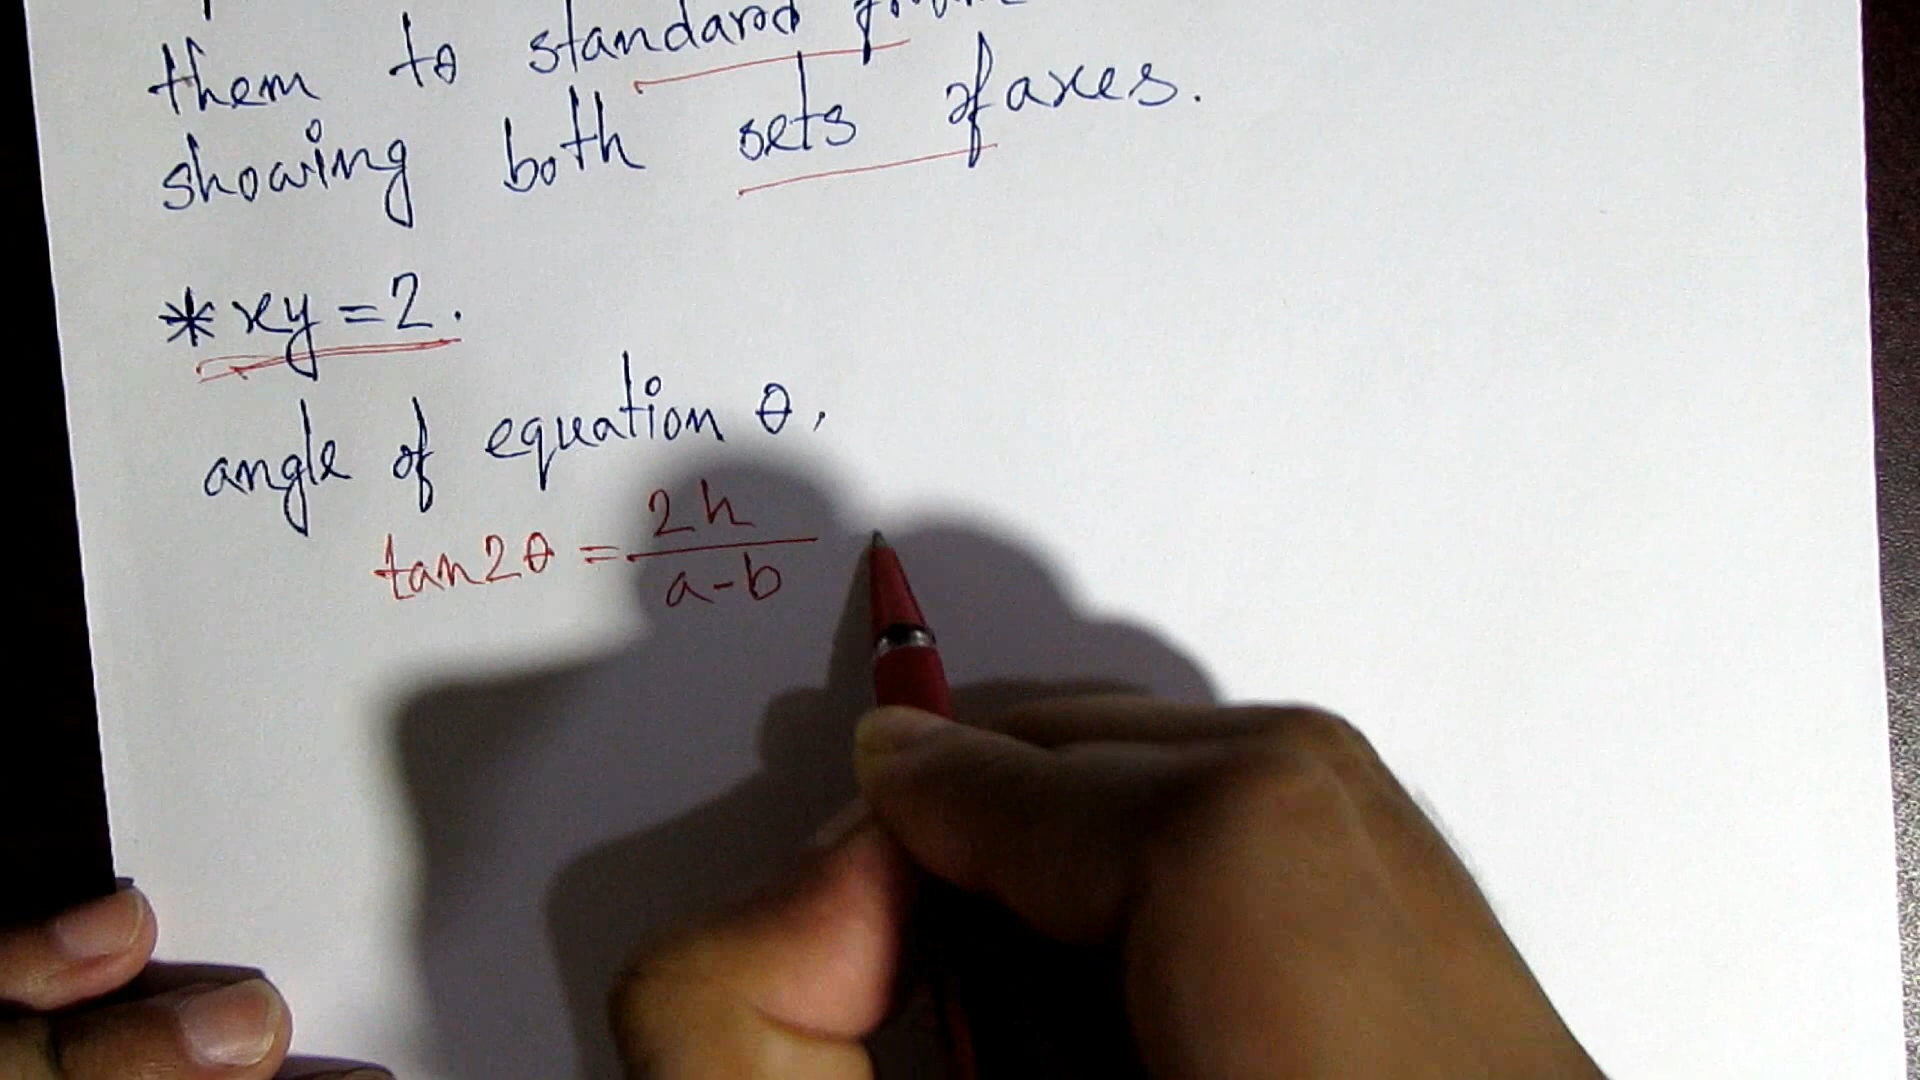 them to standard
showing both sets of axes.
* xy = 2.
angle of equation θ,
tan2θ = 2h / a-b